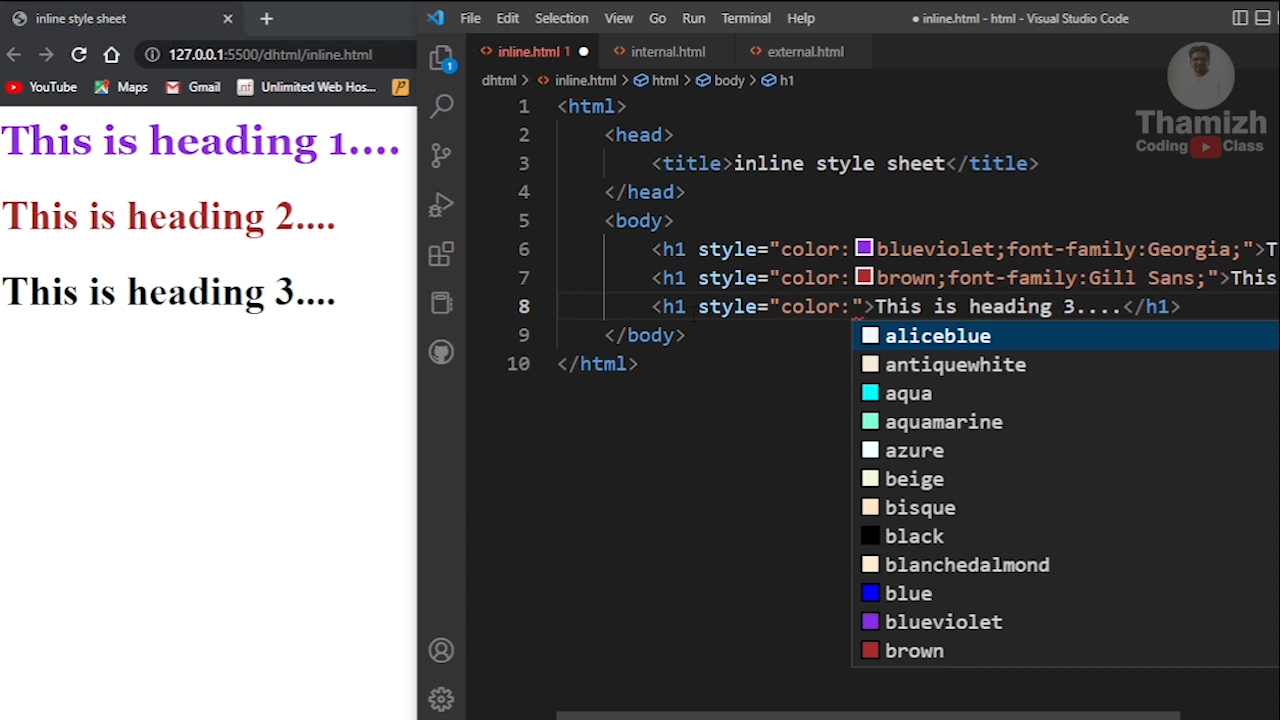 inline style sheet
127.0.0.1:5500/dhtml/inline.html
YouTube Maps Gmail .nf Unlimited Web Hos... P
This is heading 1....
This is heading 2....
This is heading 3....
File Edit Selection View Go Run Terminal Help
● inline.html - html - Visual Studio Code
inline.html 1 ● internal.html external.html
dhtml > inline.html > html > body > h1
1
1 <html>
2 <head>
3 <title>inline style sheet</title>
4 </head>
5 <body>
6 <h1 style="color:blueviolet;font-family:Georgia;">T
7 <h1 style="color:brown;font-family:Gill Sans;">This
8 <h1 style="color:">This is heading 3....</h1>
9 </body>
10 </html>
aliceblue
antiquewhite
aqua
aquamarine
azure
beige
bisque
black
blanchedalmond
blue
blueviolet
brown
Thamizh
Coding Class